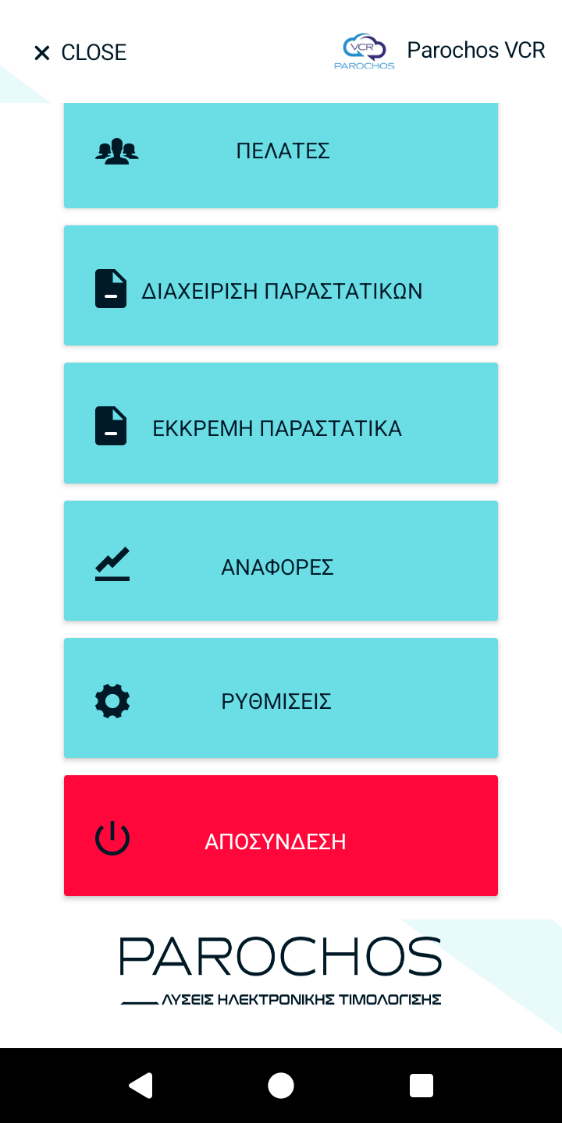 CLOSE
VCR
PAROCHOS
Parochos VCR
ΠΕΛΑΤΕΣ
ΔΙΑΧΕΙΡΙΣΗ ΠΑΡΑΣΤΑΤΙΚΩΝ
ΕΚΚΡΕΜΗ ΠΑΡΑΣΤΑΤΙΚΑ
ΑΝΑΦΟΡΕΣ
ΡΥΘΜΙΣΕΙΣ
ΑΠΟΣΥΝΔΕΣΗ
PAROCHOS
ΛΥΣΕΙΣ ΗΛΕΚΤΡΟΝΙΚΗΣ ΤΙΜΟΛΟΓΙΣΗΣ